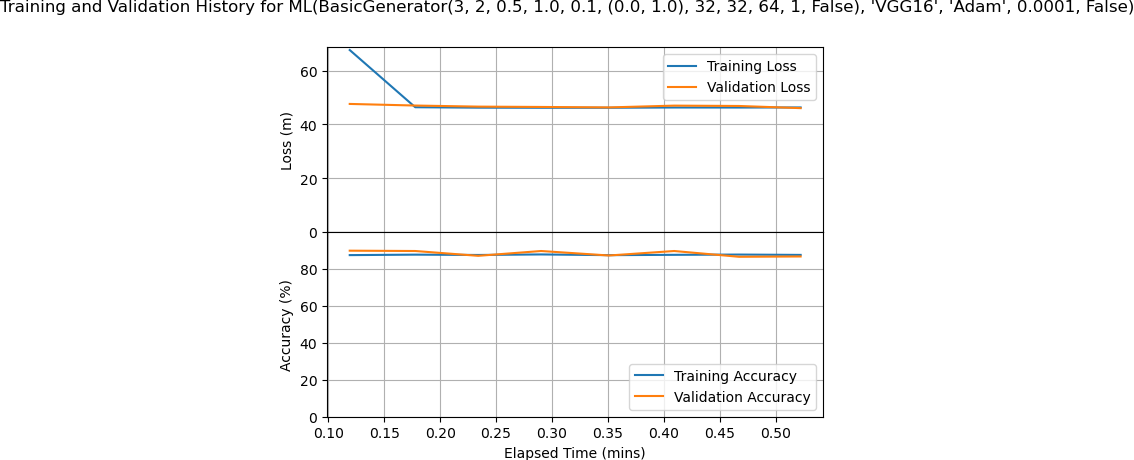 Training and Validation History for ML(BasicGenerator(3, 2, 0.5, 1.0, 0.1, (0.0, 1.0), 32, 32, 64, 1, False), 'VGG16', 'Adam', 0.0001, False)
Training Loss
Validation Loss
Loss (m)
60
40
20
0
Accuracy (%)
80
60
40
20
0
Training Accuracy
Validation Accuracy
0.10 0.15 0.20 0.25 0.30 0.35 0.40 0.45 0.50
Elapsed Time (mins)